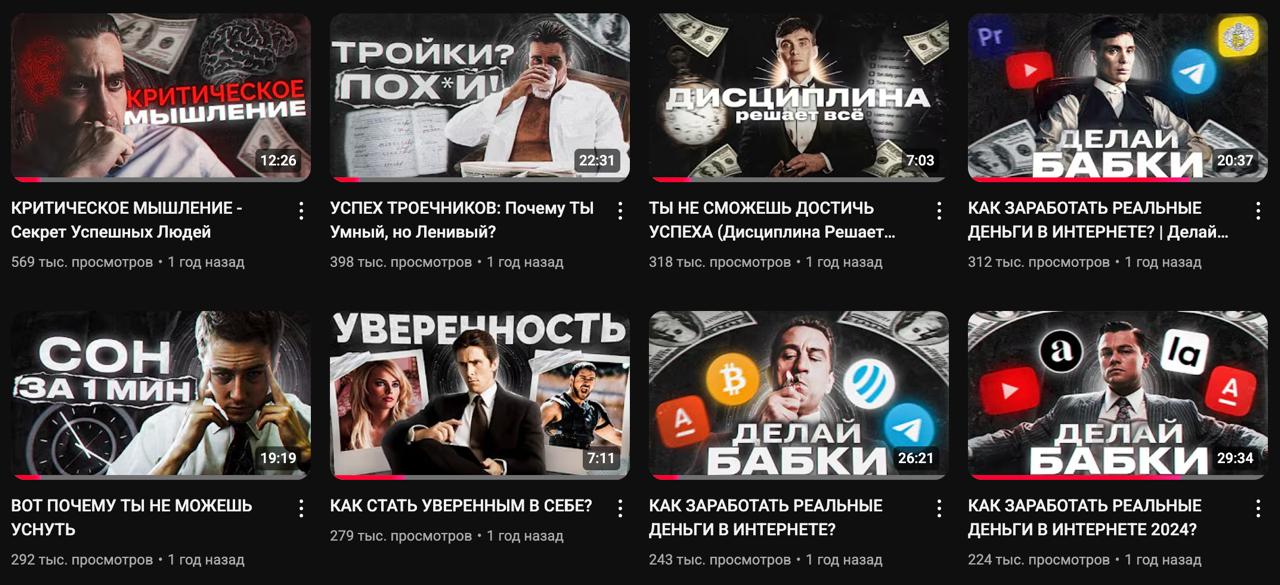 КРИТИЧЕСКОЕ
МЫШЛЕНИЕ
12:26
КРИТИЧЕСКОЕ МЫШЛЕНИЕ -
Секрет Успешных Людей
569 тыс. просмотров • 1 год назад
ТРОЙКИ?
ПОХ*И!
22:31
УСПЕХ ТРОЕЧНИКОВ: Почему ТЫ
Умный, но Ленивый?
398 тыс. просмотров • 1 год назад
ДИСЦИПЛИНА
решает всё
7:03
ТЫ НЕ СМОЖЕШЬ ДОСТИЧЬ
УСПЕХА (Дисциплина Решает...
318 тыс. просмотров • 1 год назад
Pr
ДЕЛАЙ
БАБКИ
20:37
КАК ЗАРАБОТАТЬ РЕАЛЬНЫЕ
ДЕНЬГИ В ИНТЕРНЕТЕ? | Делай...
312 тыс. просмотров • 1 год назад
СОН
ЗА 1 МИН
19:19
ВОТ ПОЧЕМУ ТЫ НЕ МОЖЕШЬ
УСНУТЬ
292 тыс. просмотров • 1 год назад
УВЕРЕННОСТЬ
7:11
КАК СТАТЬ УВЕРЕННЫМ В СЕБЕ?
279 тыс. просмотров • 1 год назад
А
ДЕЛАЙ
БАБКИ
26:21
КАК ЗАРАБОТАТЬ РЕАЛЬНЫЕ
ДЕНЬГИ В ИНТЕРНЕТЕ?
243 тыс. просмотров • 1 год назад
a
la
А
ДЕЛАЙ
БАБКИ
29:34
КАК ЗАРАБОТАТЬ РЕАЛЬНЫЕ
ДЕНЬГИ В ИНТЕРНЕТЕ 2024?
224 тыс. просмотров • 1 год назад